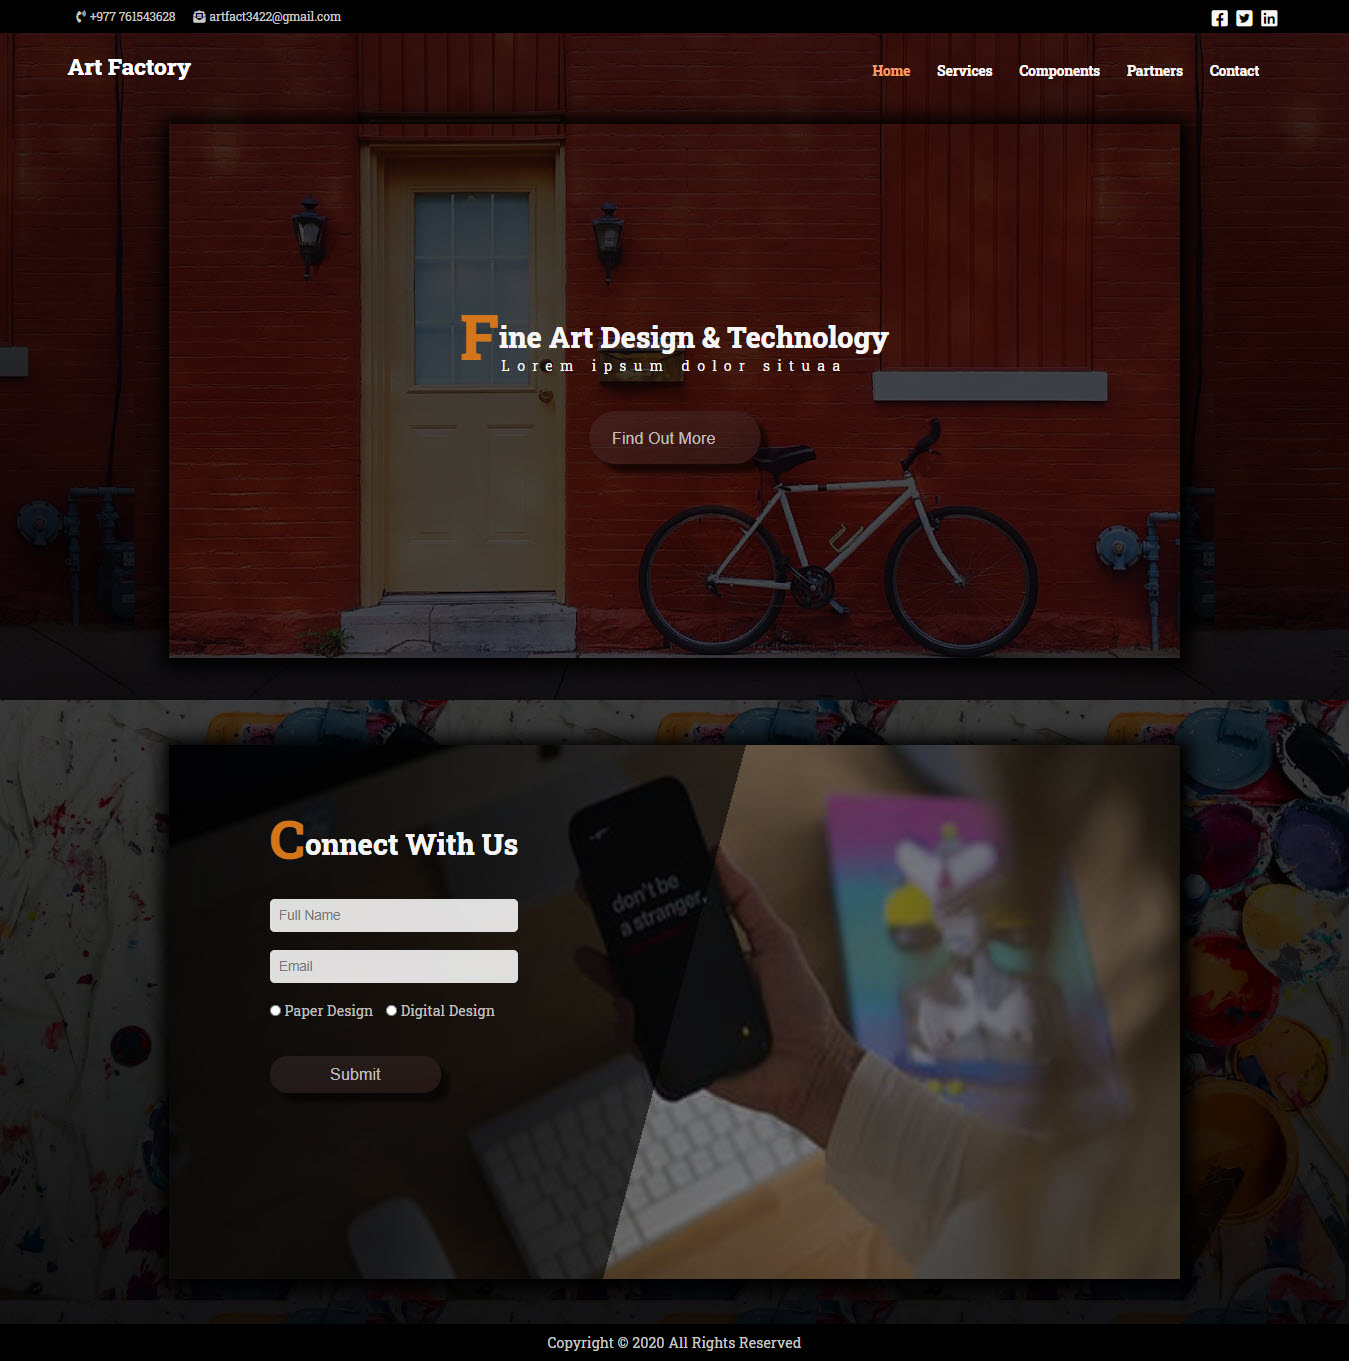 +977 761543628 artfact3422@gmail.com
Art Factory
Home Services Components Partners Contact
Fine Art Design & Technology
Lorem ipsum dolor situaa
Find Out More
Connect With Us
don't be
a stranger.
Full Name
Email
Paper Design Digital Design
Submit
Copyright © 2020 All Rights Reserved